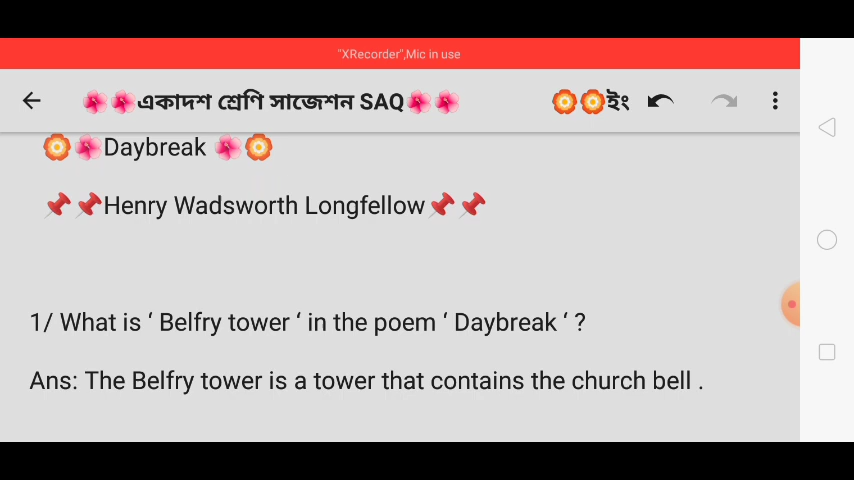 "XRecorder",Mic in use
🌺🌺একাদশ শ্রেণি সাজেশন SAQ🌺🌺 🏵️🏵️ইং
🏵️🌺Daybreak 🌺🏵️
📌📌Henry Wadsworth Longfellow📌📌
1/ What is ‘ Belfry tower ‘ in the poem ‘ Daybreak ‘ ?
Ans: The Belfry tower is a tower that contains the church bell .